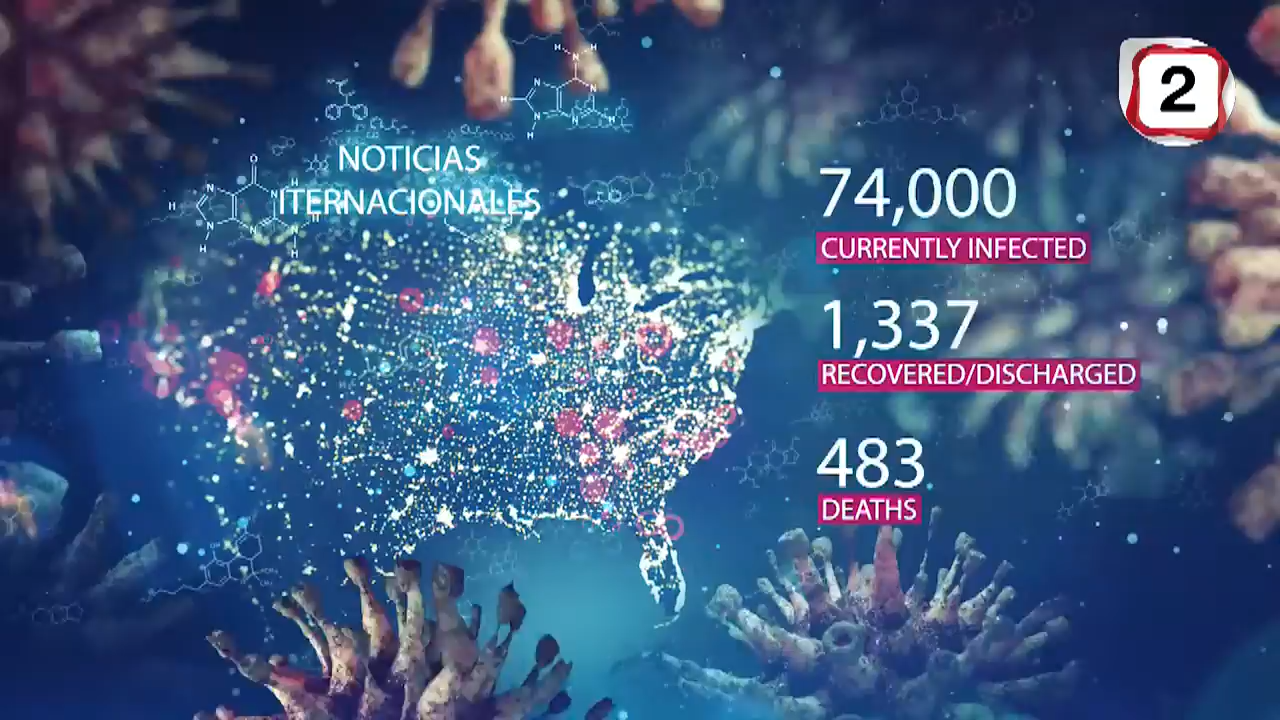 NOTICIAS
ITERNACIONALES
2
74,000
CURRENTLY INFECTED
1,337
RECOVERED/DISCHARGED
483
DEATHS